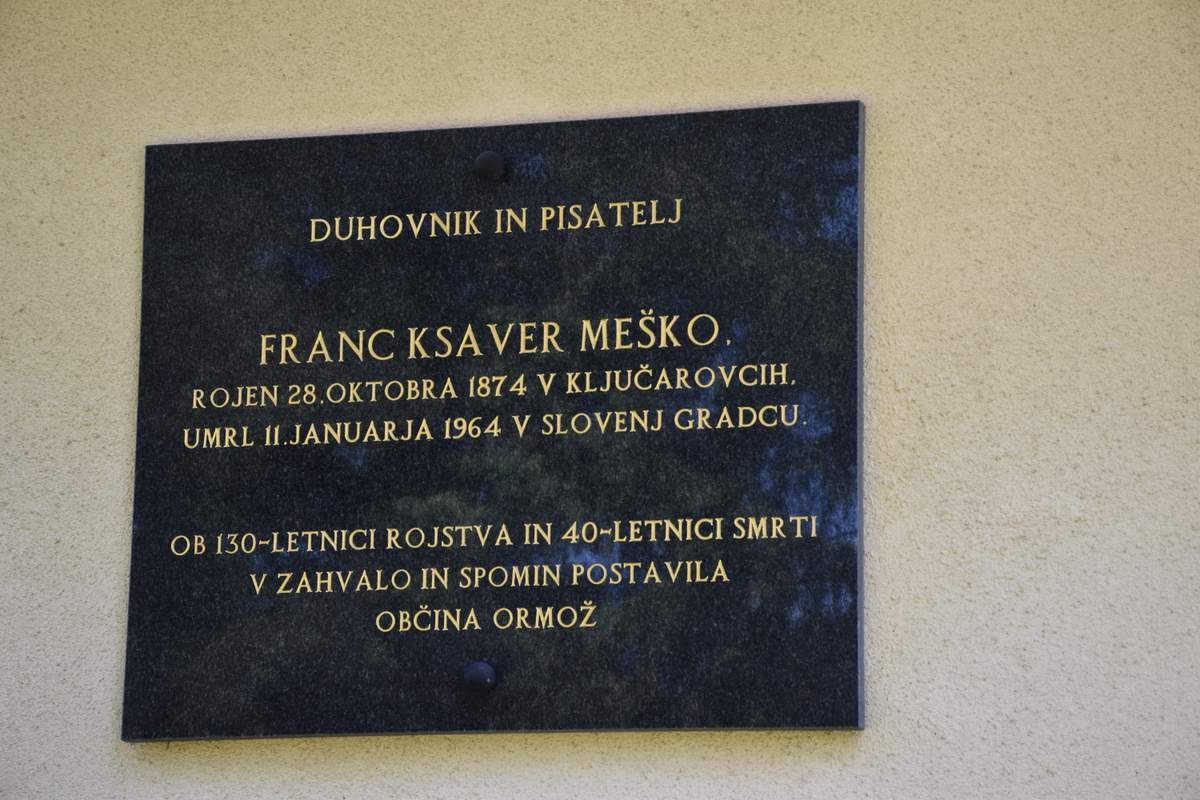 DUHOVNIK IN PISATELJ
FRANC KSAVER MEŠKO,
ROJEN 28.OKTOBRA 1874 V KLJUČAROVCIH,
UMRL 11.JANUARJA 1964 V SLOVENJ GRADCU.
OB 130-LETNICI ROJSTVA IN 40-LETNICI SMRTI
V ZAHVALO IN SPOMIN POSTAVILA
OBČINA ORMOŽ